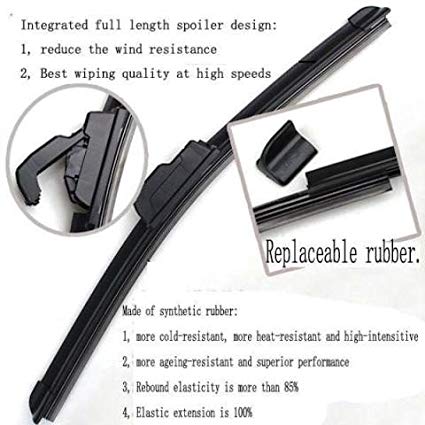 Integrated full length spoiler design:
1, reduce the wind resistance
2, Best wiping quality at high speeds
Replaceable rubber.
Made of synthetic rubber:
1, more cold-resistant, more heat-resistant and high-intensitive
2, more ageing-resistant and superior performance
3, Rebound elasticity is more than 85%
4, Elastic extension is 100%